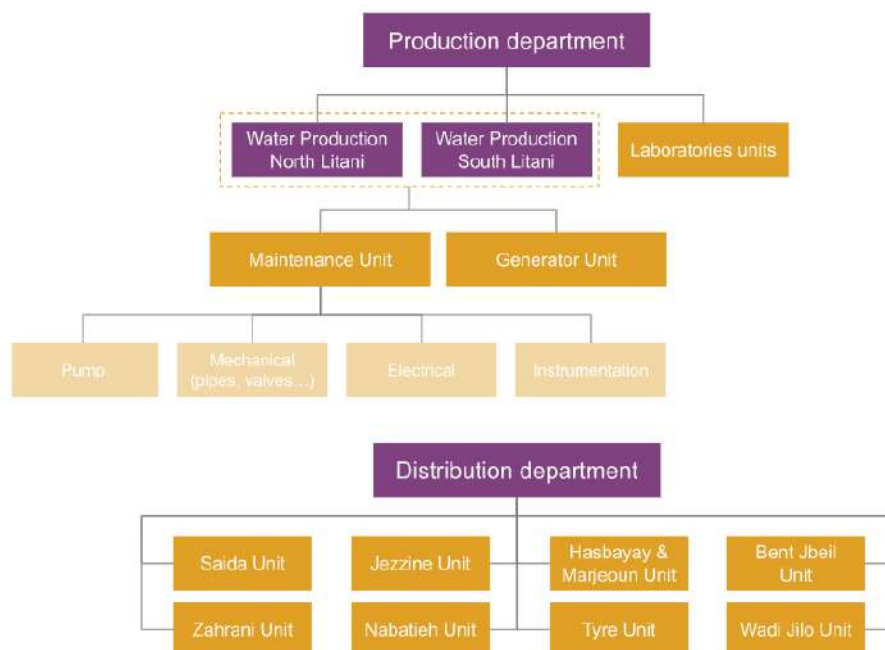 Production department
Water Production
North Litani
Water Production
South Litani
Laboratories units
Maintenance Unit
Generator Unit
Pump
Mechanical
(pipes, valves…)
Electrical
Instrumentation
Distribution department
Saida Unit
Jezzine Unit
Hasbayay &
Marjeoun Unit
Bent Jbeil
Unit
Zahrani Unit
Nabatieh Unit
Tyre Unit
Wadi Jilo Unit